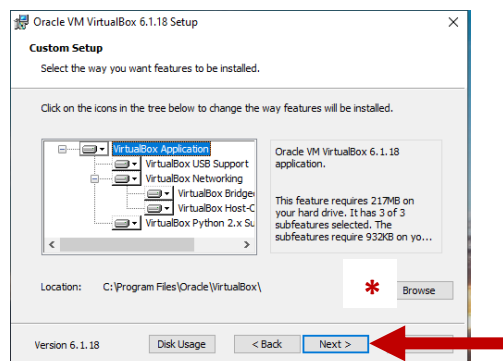 Oracle VM VirtualBox 6.1.18 Setup
Custom Setup
Select the way you want features to be installed.
Click on the icons in the tree below to change the way features will be installed.
VirtualBox Application
VirtualBox USB Support
VirtualBox Networking
VirtualBox Bridge
VirtualBox Host-C
VirtualBox Python 2.x Su
Oracle VM VirtualBox 6.1.18
application.
This feature requires 217MB on
your hard drive. It has 3 of 3
subfeatures selected. The
subfeatures require 932KB on yo...
Location: C:\Program Files\Oracle\VirtualBox\
* Browse
Version 6.1.18 Disk Usage < Back Next >